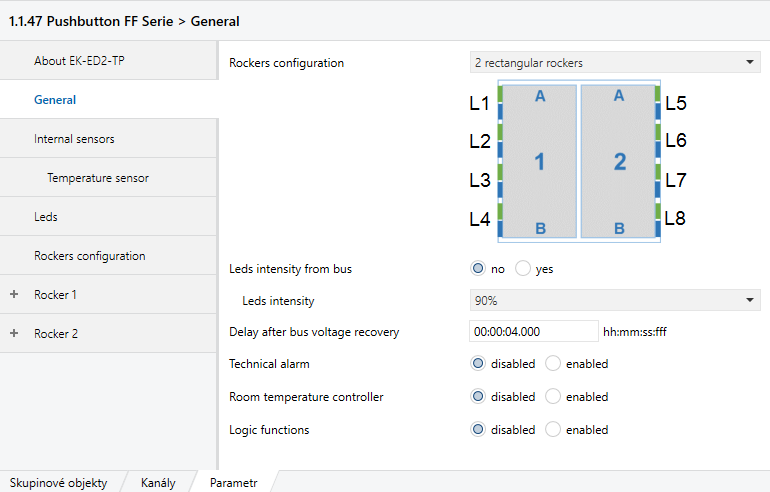 1.1.47 Pushbutton FF Serie > General
About EK-ED2-TP
General
Internal sensors
Temperature sensor
Leds
Rockers configuration
+ Rocker 1
+ Rocker 2
Rockers configuration 2 rectangular rockers
L1 A A L5
L2 L6
1 2
L3 L7
L4 B B L8
Leds intensity from bus no yes
Leds intensity 90%
Delay after bus voltage recovery 00:00:04.000 hh:mm:ss:fff
Technical alarm disabled enabled
Room temperature controller disabled enabled
Logic functions disabled enabled
Skupinové objekty Kanály Parametr